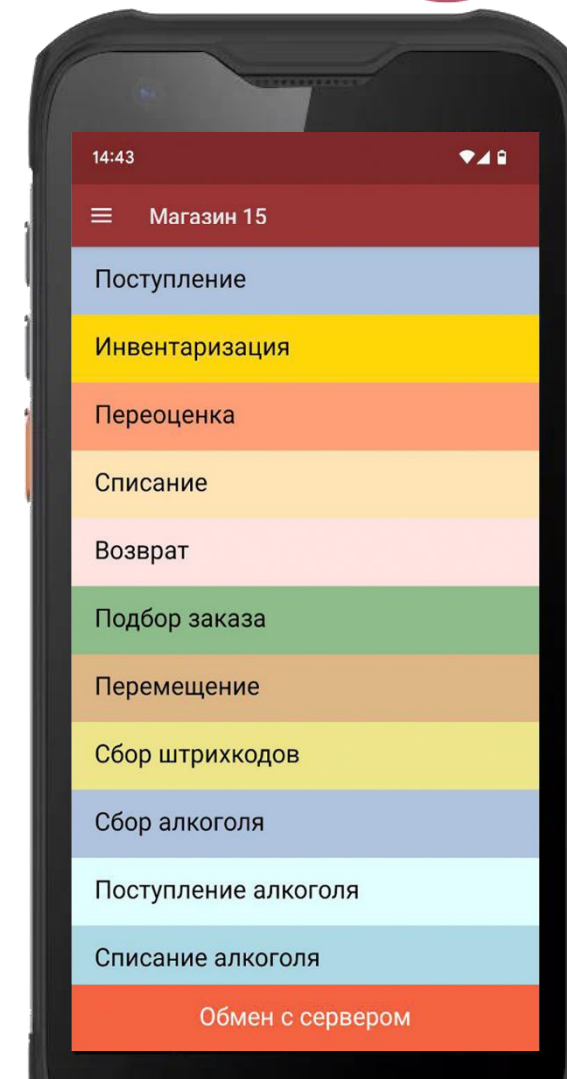 14:43
Магазин 15
Поступление
Инвентаризация
Переоценка
Списание
Возврат
Подбор заказа
Перемещение
Сбор штрихкодов
Сбор алкоголя
Поступление алкоголя
Списание алкоголя
Обмен с сервером